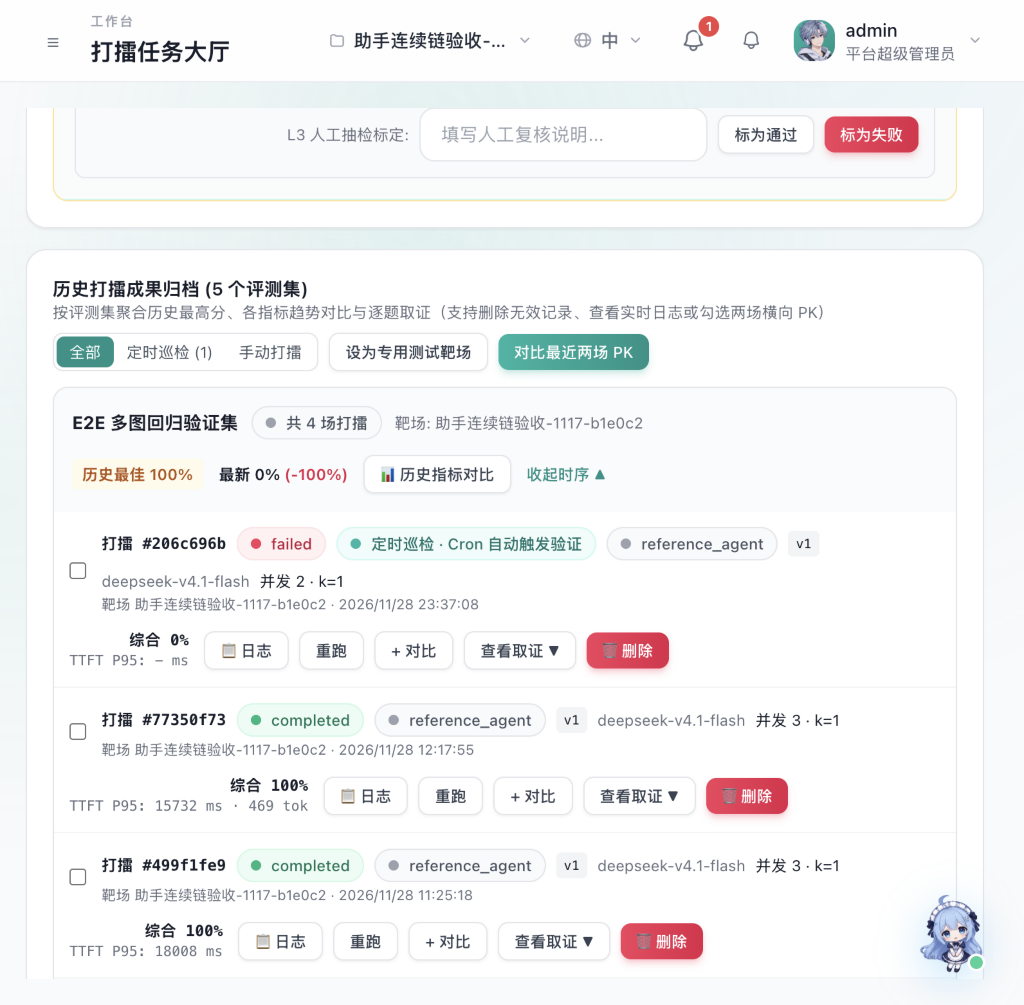 工作台
打擂任务大厅
助手连续链验收-...
中
1
admin
平台超级管理员
L3 人工抽检标定:
填写人工复核说明...
标为通过
标为失败
历史打擂成果归档 (5 个评测集)
按评测集聚合历史最高分、各指标趋势对比与逐题取证（支持删除无效记录、查看实时日志或勾选两场横向 PK）
全部 定时巡检 (1) 手动打擂 设为专用测试靶场 对比最近两场 PK
E2E 多图回归验证集 共 4 场打擂 靶场: 助手连续链验收-1117-b1e0c2
历史最佳 100% 最新 0% (-100%) 历史指标对比 收起时序 ▲
打擂 #206c696b failed 定时巡检 · Cron 自动触发验证 reference_agent v1
deepseek-v4.1-flash 并发 2 · k=1
靶场 助手连续链验收-1117-b1e0c2 · 2026/11/28 23:37:08
综合 0%
TTFT P95: — ms
日志 重跑 + 对比 查看取证 ▼ 删除
打擂 #77350f73 completed reference_agent v1 deepseek-v4.1-flash 并发 3 · k=1
靶场 助手连续链验收-1117-b1e0c2 · 2026/11/28 12:17:55
综合 100%
TTFT P95: 15732 ms · 469 tok
日志 重跑 + 对比 查看取证 ▼ 删除
打擂 #499f1fe9 completed reference_agent v1 deepseek-v4.1-flash 并发 3 · k=1
靶场 助手连续链验收-1117-b1e0c2 · 2026/11/28 11:25:18
综合 100%
TTFT P95: 18008 ms
日志 重跑 + 对比 查看取证 ▼ 删除